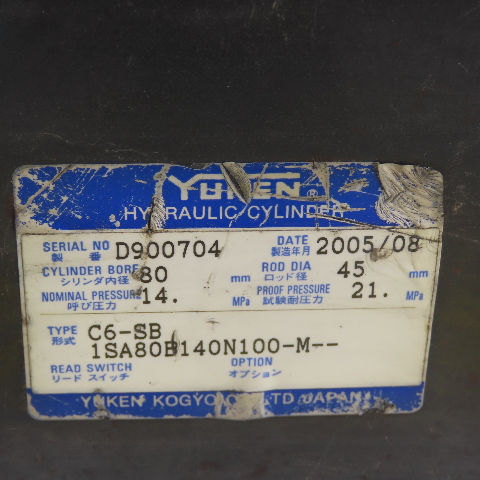 YUKEN ®
HYDRAULIC CYLINDER
SERIAL NO D900704 DATE 2005/08
製番 製造年月
CYLINDER BORE 80 mm ROD DIA 45 mm
シリンダ内径 ロッド径
NOMINAL PRESSURE 14. MPa PROOF PRESSURE 21. MPa
呼び圧力 試験耐圧力
TYPE C6-SB
形式 1SA80B140N100-M--
READ SWITCH OPTION
リード スイッチ オプション
YUKEN KOGYO LTD JAPAN